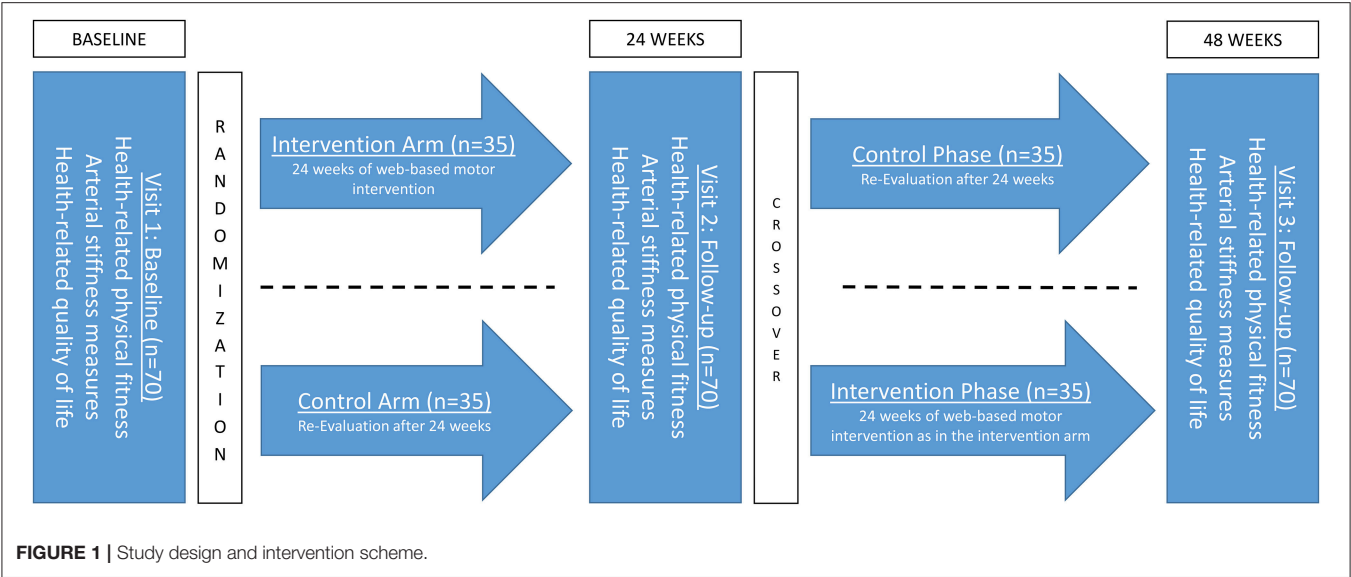 BASELINE
24 WEEKS
48 WEEKS
Visit 1: Baseline (n=70)
Health-related physical fitness
Arterial stiffness measures
Health-related quality of life
RANDOMIZATION
Intervention Arm (n=35)
24 weeks of web-based motor
intervention
Control Arm (n=35)
Re-Evaluation after 24 weeks
Visit 2: Follow-up (n=70)
Health-related physical fitness
Arterial stiffness measures
Health-related quality of life
CROSSOVER
Control Phase (n=35)
Re-Evaluation after 24 weeks
Intervention Phase (n=35)
24 weeks of web-based motor
intervention as in the intervention arm
Visit 3: Follow-up (n=70)
Health-related physical fitness
Arterial stiffness measures
Health-related quality of life
FIGURE 1 | Study design and intervention scheme.